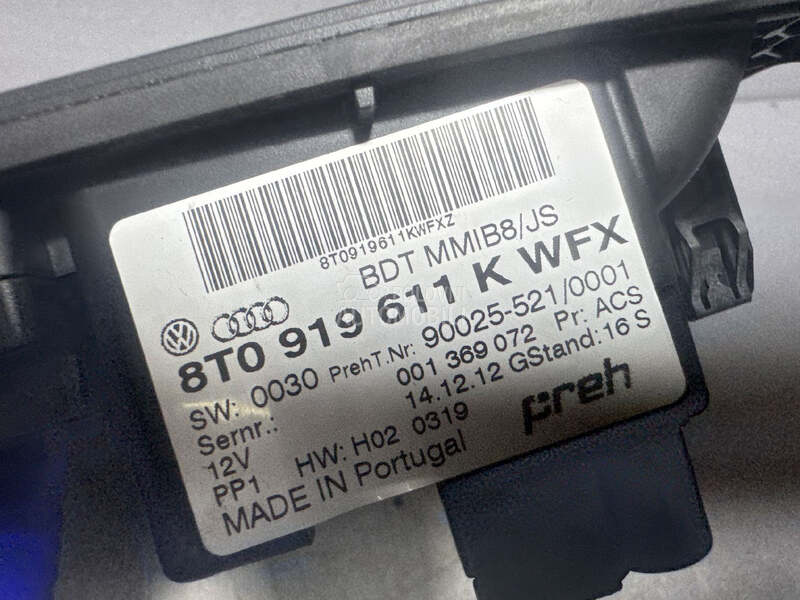 8T0919611KWFXZ
BDT MMIB8/JS
8T0 919 611 K WFX
SW: 0030 PrehT.Nr: 90025-521/0001
Sernr.: 001 369 072 Pr: ACS
12V 14.12.12 GStand: 16 S
PP1 HW: H02 0319
MADE IN Portugal
preh